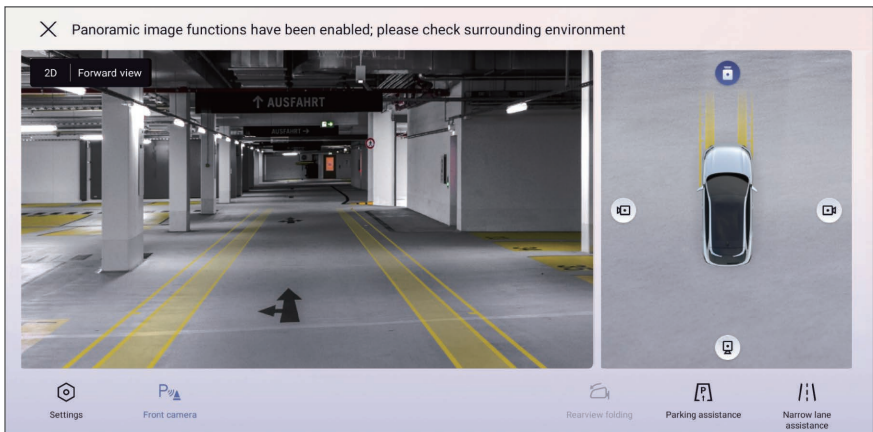 Panoramic image functions have been enabled; please check surrounding environment
2D Forward view
↑ AUSFAHRT
AUSFAHRT →
Settings
Front camera
Rearview folding
Parking assistance
Narrow lane
assistance